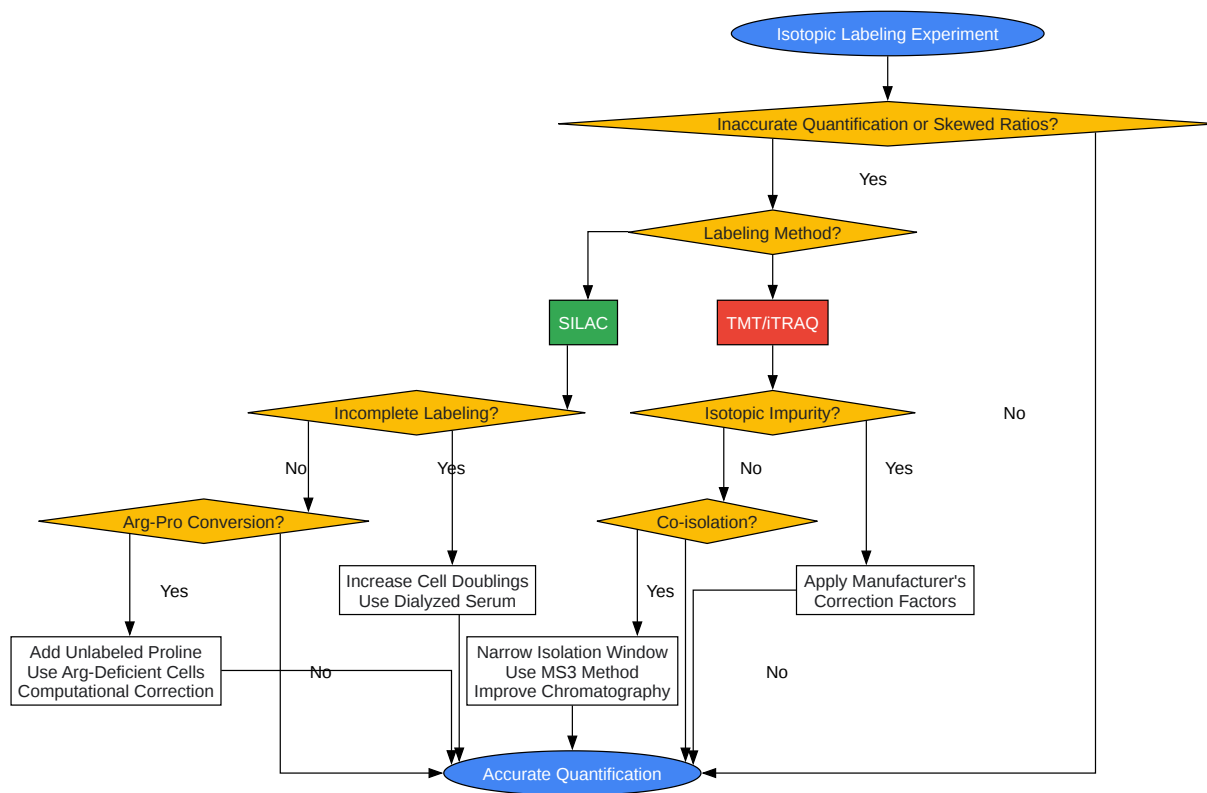 Isotopic Labeling Experiment
Inaccurate Quantification or Skewed Ratios?
Yes
Labeling Method?
SILAC
TMT/iTRAQ
Incomplete Labeling?
Isotopic Impurity?
No
No
Yes
No
Yes
Arg-Pro Conversion?
Co-isolation?
Yes
Increase Cell Doublings
Use Dialyzed Serum
Yes
Apply Manufacturer's
Correction Factors
Add Unlabeled Proline
Use Arg-Deficient Cells
Computational Correction
No
Narrow Isolation Window
Use MS3 Method
Improve Chromatography
No
Accurate Quantification